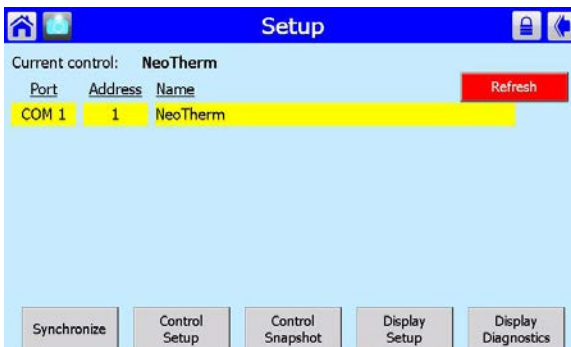 Setup
Current control: NeoTherm
Port Address Name
Refresh
COM 1 1 NeoTherm
Synchronize
Control
Setup
Control
Snapshot
Display
Setup
Display
Diagnostics